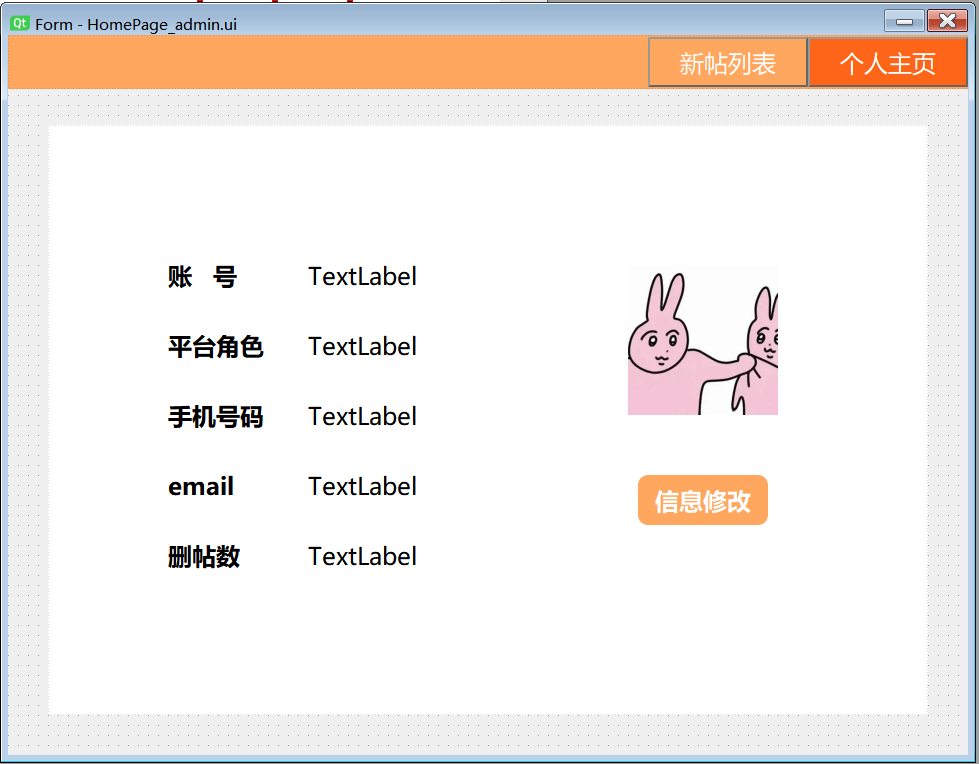 Qt Form - HomePage_admin.ui
新帖列表 个人主页
账 号 TextLabel
平台角色 TextLabel
手机号码 TextLabel
email TextLabel
信息修改
删帖数 TextLabel